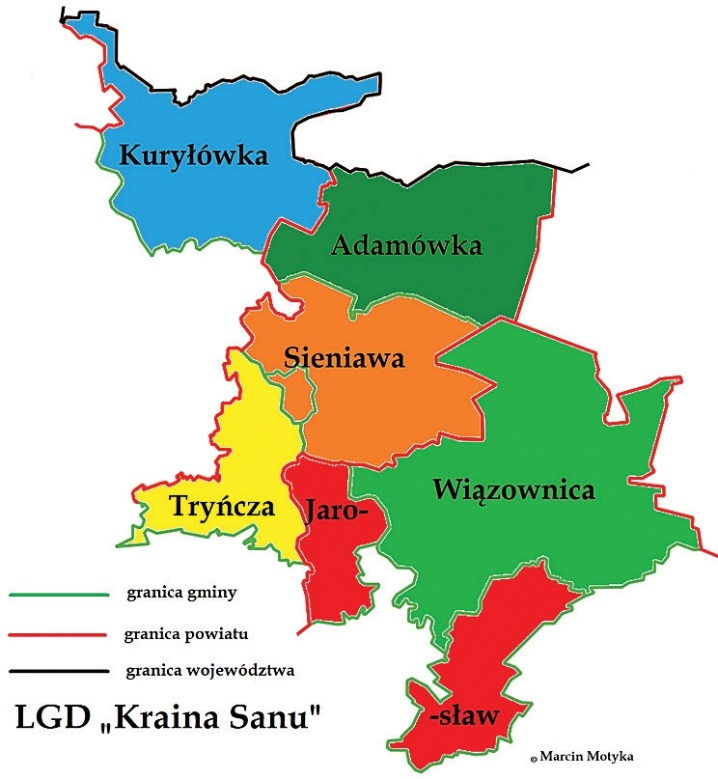 Kuryłówka
Adamówka
Sieniawa
Wiązownica
Tryńcza
Jaro-
granica gminy
granica powiatu
granica województwa
LGD „Kraina Sanu"
-sław
© Marcin Motyka